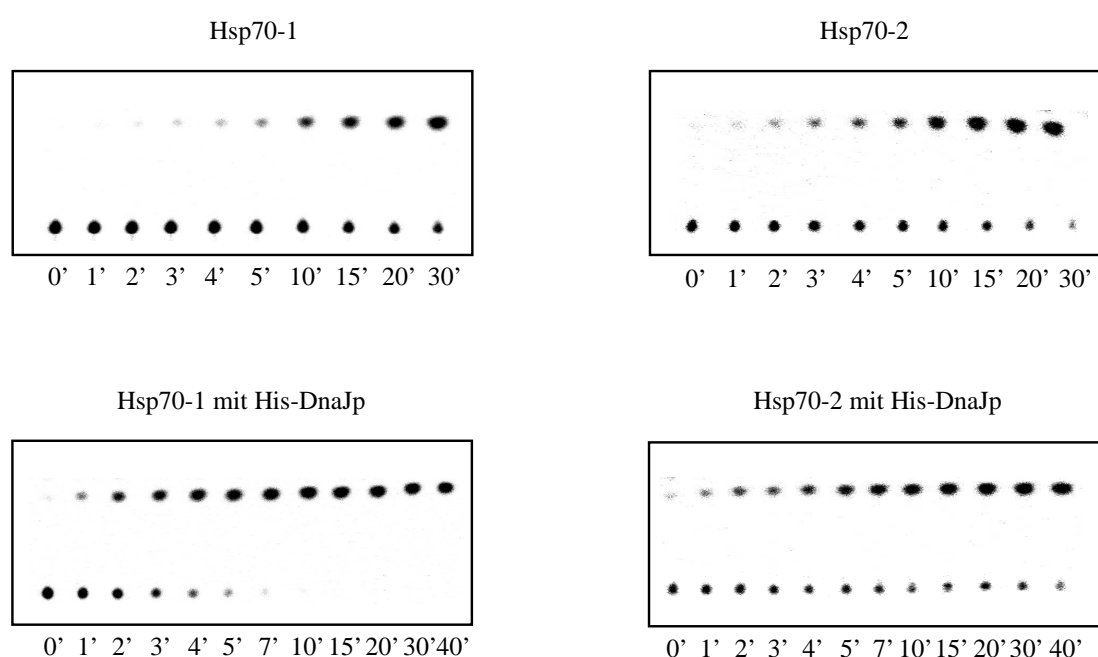 Hsp70-1
0’ 1’ 2’ 3’ 4’ 5’ 10’ 15’ 20’ 30’
Hsp70-2
0’ 1’ 2’ 3’ 4’ 5’ 10’ 15’ 20’ 30’
Hsp70-1 mit His-DnaJp
0’ 1’ 2’ 3’ 4’ 5’ 7’ 10’ 15’ 20’ 30’ 40’
Hsp70-2 mit His-DnaJp
0’ 1’ 2’ 3’ 4’ 5’ 7’ 10’ 15’ 20’ 30’ 40’